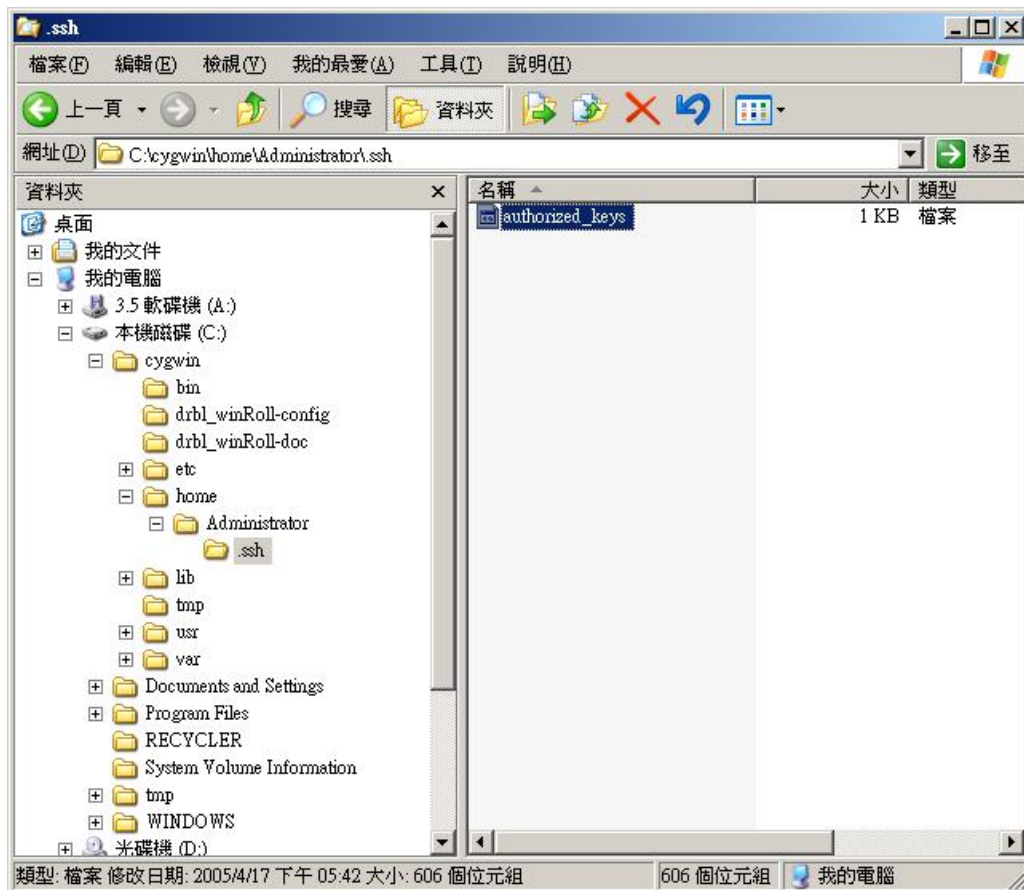 .ssh
檔案(F) 編輯(E) 檢視(V) 我的最愛(A) 工具(T) 說明(H)
上一頁 搜尋 資料夾
網址(D) C:\cygwin\home\Administrator\.ssh 移至
資料夾
桌面
我的文件
我的電腦
3.5 軟碟機 (A:)
本機磁碟 (C:)
cygwin
bin
drbl_winRoll-config
drbl_winRoll-doc
etc
home
Administrator
.ssh
lib
tmp
usr
var
Documents and Settings
Program Files
RECYCLER
System Volume Information
tmp
WINDOWS
光碟機 (D:)
名稱 大小 類型
authorized_keys 1 KB 檔案
類型: 檔案 修改日期: 2005/4/17 下午 05:42 大小: 606 個位元組 606 個位元組 我的電腦